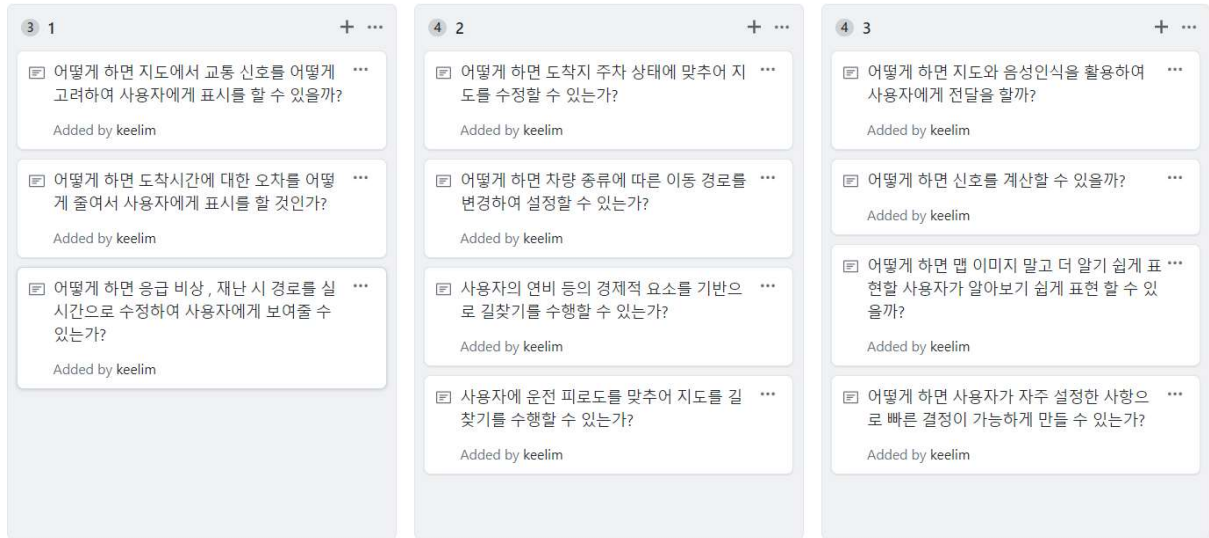 3 1
어떻게 하면 지도에서 교통 신호를 어떻게
고려하여 사용자에게 표시를 할 수 있을까?
Added by keelim
어떻게 하면 도착시간에 대한 오차를 어떻
게 줄여서 사용자에게 표시를 할 것인가?
Added by keelim
어떻게 하면 응급 비상 , 재난 시 경로를 실
시간으로 수정하여 사용자에게 보여줄 수
있는가?
Added by keelim
4 2
어떻게 하면 도착지 주차 상태에 맞추어 지
도를 수정할 수 있는가?
Added by keelim
어떻게 하면 차량 종류에 따른 이동 경로를
변경하여 설정할 수 있는가?
Added by keelim
사용자의 연비 등의 경제적 요소를 기반으
로 길찾기를 수행할 수 있는가?
Added by keelim
사용자에 운전 피로도를 맞추어 지도를 길
찾기를 수행할 수 있는가?
Added by keelim
4 3
어떻게 하면 지도와 음성인식을 활용하여
사용자에게 전달을 할까?
Added by keelim
어떻게 하면 신호를 계산할 수 있을까?
Added by keelim
어떻게 하면 맵 이미지 말고 더 알기 쉽게 표
현할 사용자가 알아보기 쉽게 표현 할 수 있
을까?
Added by keelim
어떻게 하면 사용자가 자주 설정한 사항으
로 빠른 결정이 가능하게 만들 수 있는가?
Added by keelim